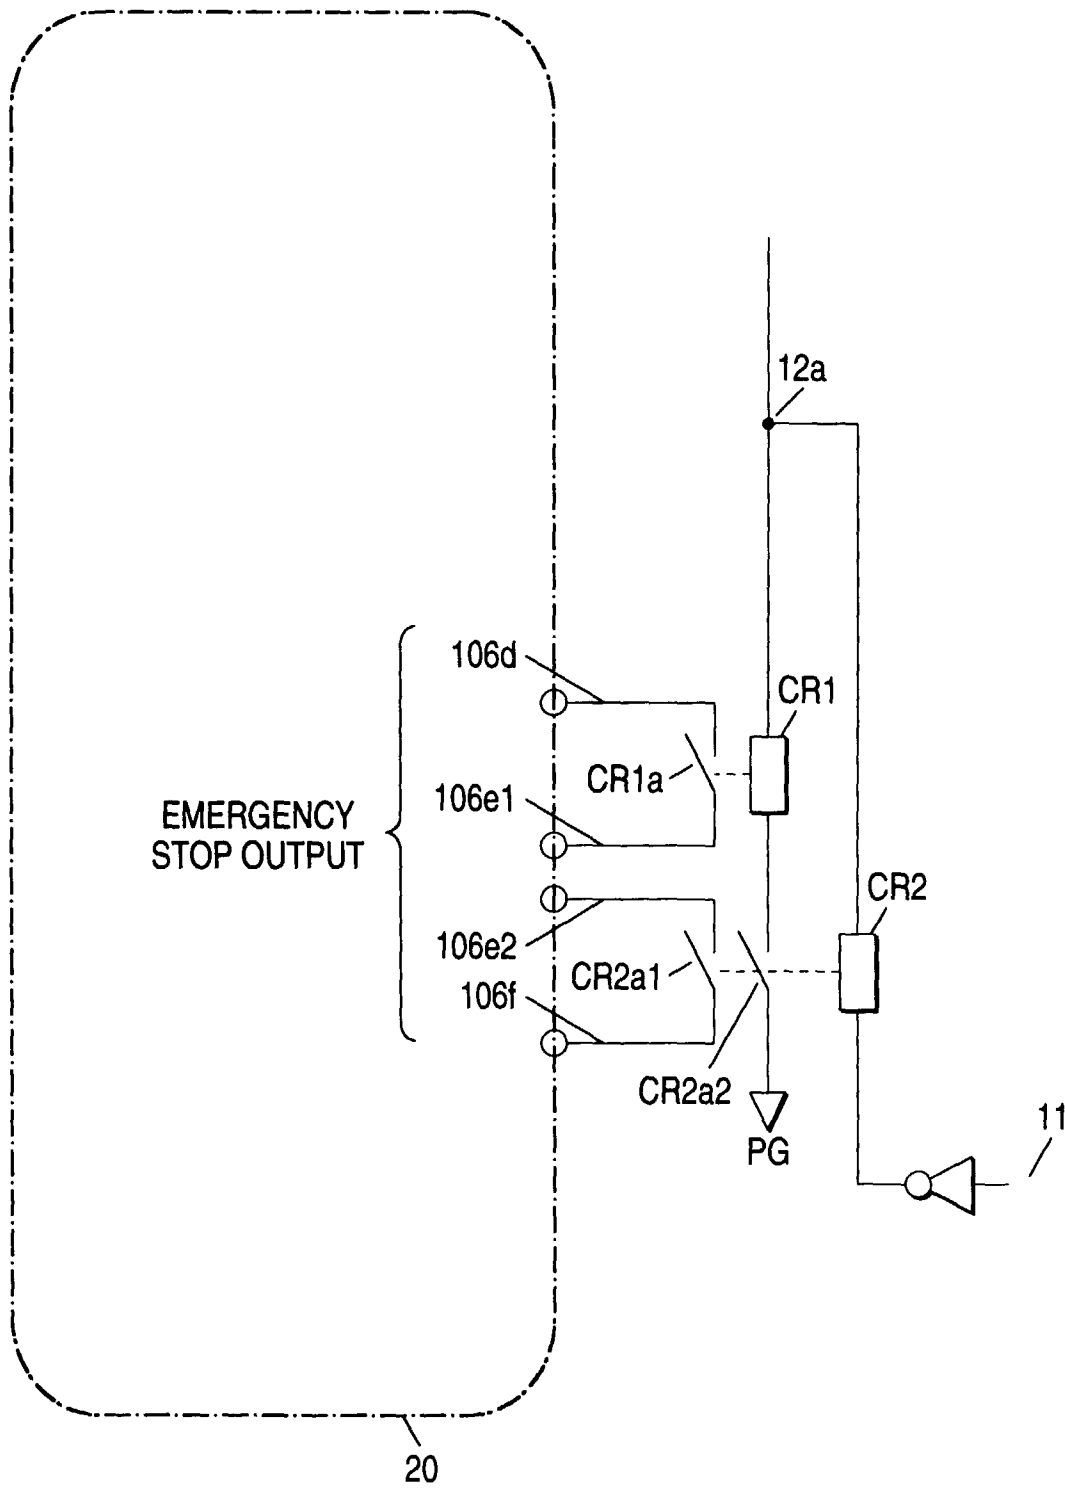 12a
106d
CR1
CR1a
106e1
EMERGENCY
STOP OUTPUT
CR2
106e2
CR2a1
106f
CR2a2
11
PG
20